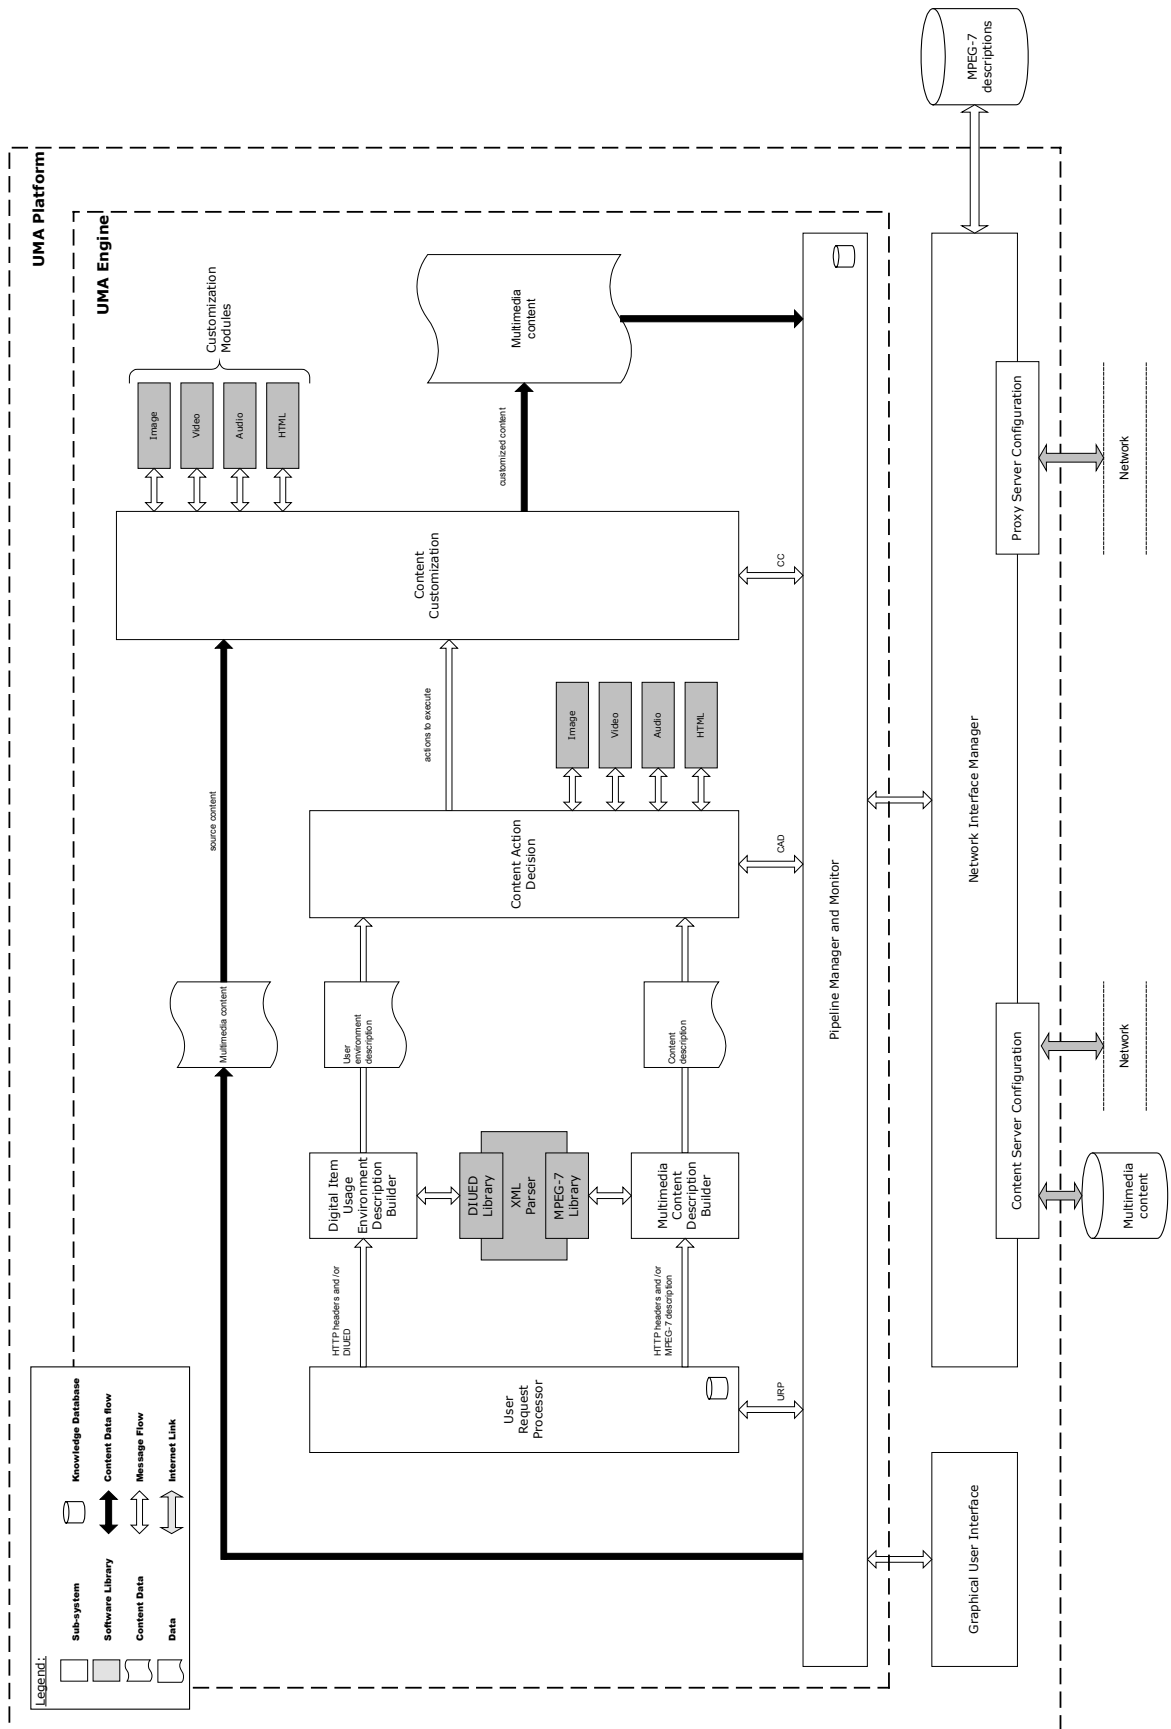 UMA Platform
UMA Engine
MPEG-7
descriptions
Customization
Modules
Image
Video
Audio
HTML
Multimedia
content
customized content
Content
Customization
CC
source content
actions to execute
Image
Video
Audio
HTML
Content Action
Decision
CAD
Multimedia content
User
environment
description
Content
description
Digital Item
Usage
Environment
Description
Builder
DIUED
Library
XML
Parser
MPEG-7
Library
Multimedia
Content
Description
Builder
HTTP headers and /or
DIUED
HTTP headers and/or
MPEG-7 description
User
Request
Processor
URP
Pipeline Manager and Monitor
Network Interface Manager
Proxy Server Configuration
Network
Content Server Configuration
Network
Multimedia
content
Graphical User Interface
Legend:
Sub-system
Software Library
Content Data
Data
Knowledge Database
Content Data flow
Message Flow
Internet Link